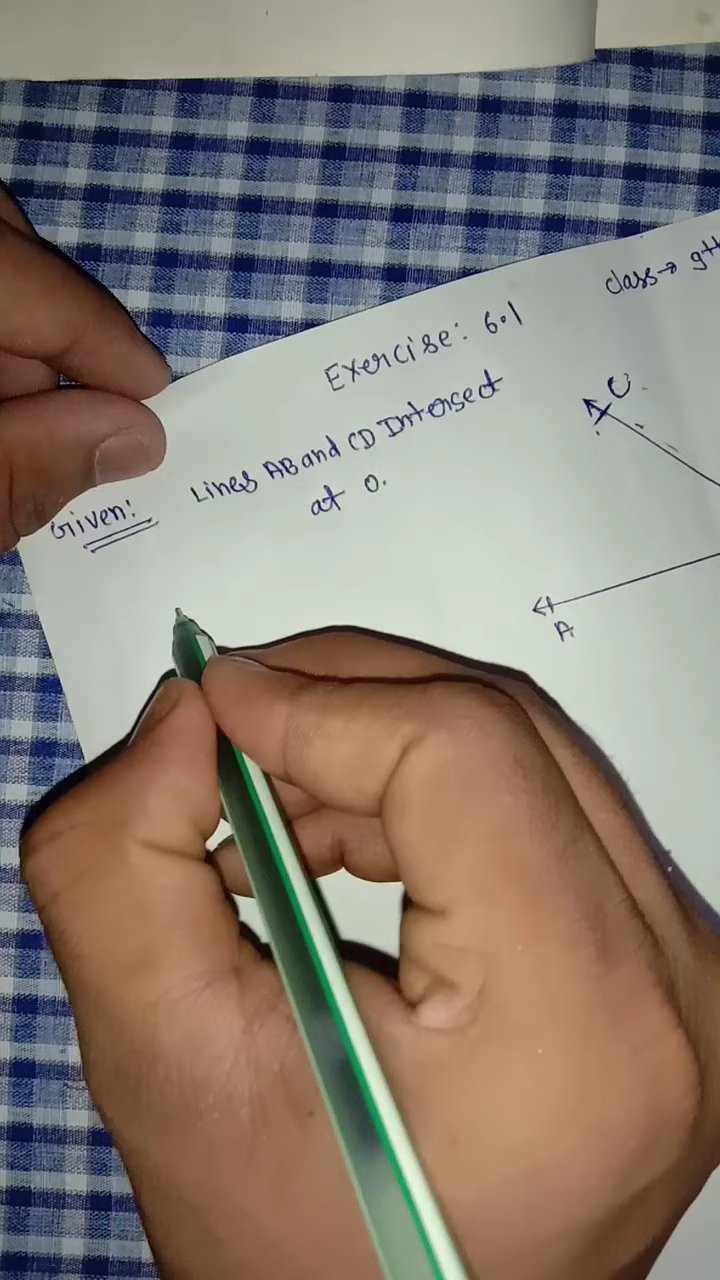 class→ 9th
Exercise: 6.1
Given: Lines AB and CD Intersect
at O.
C
A